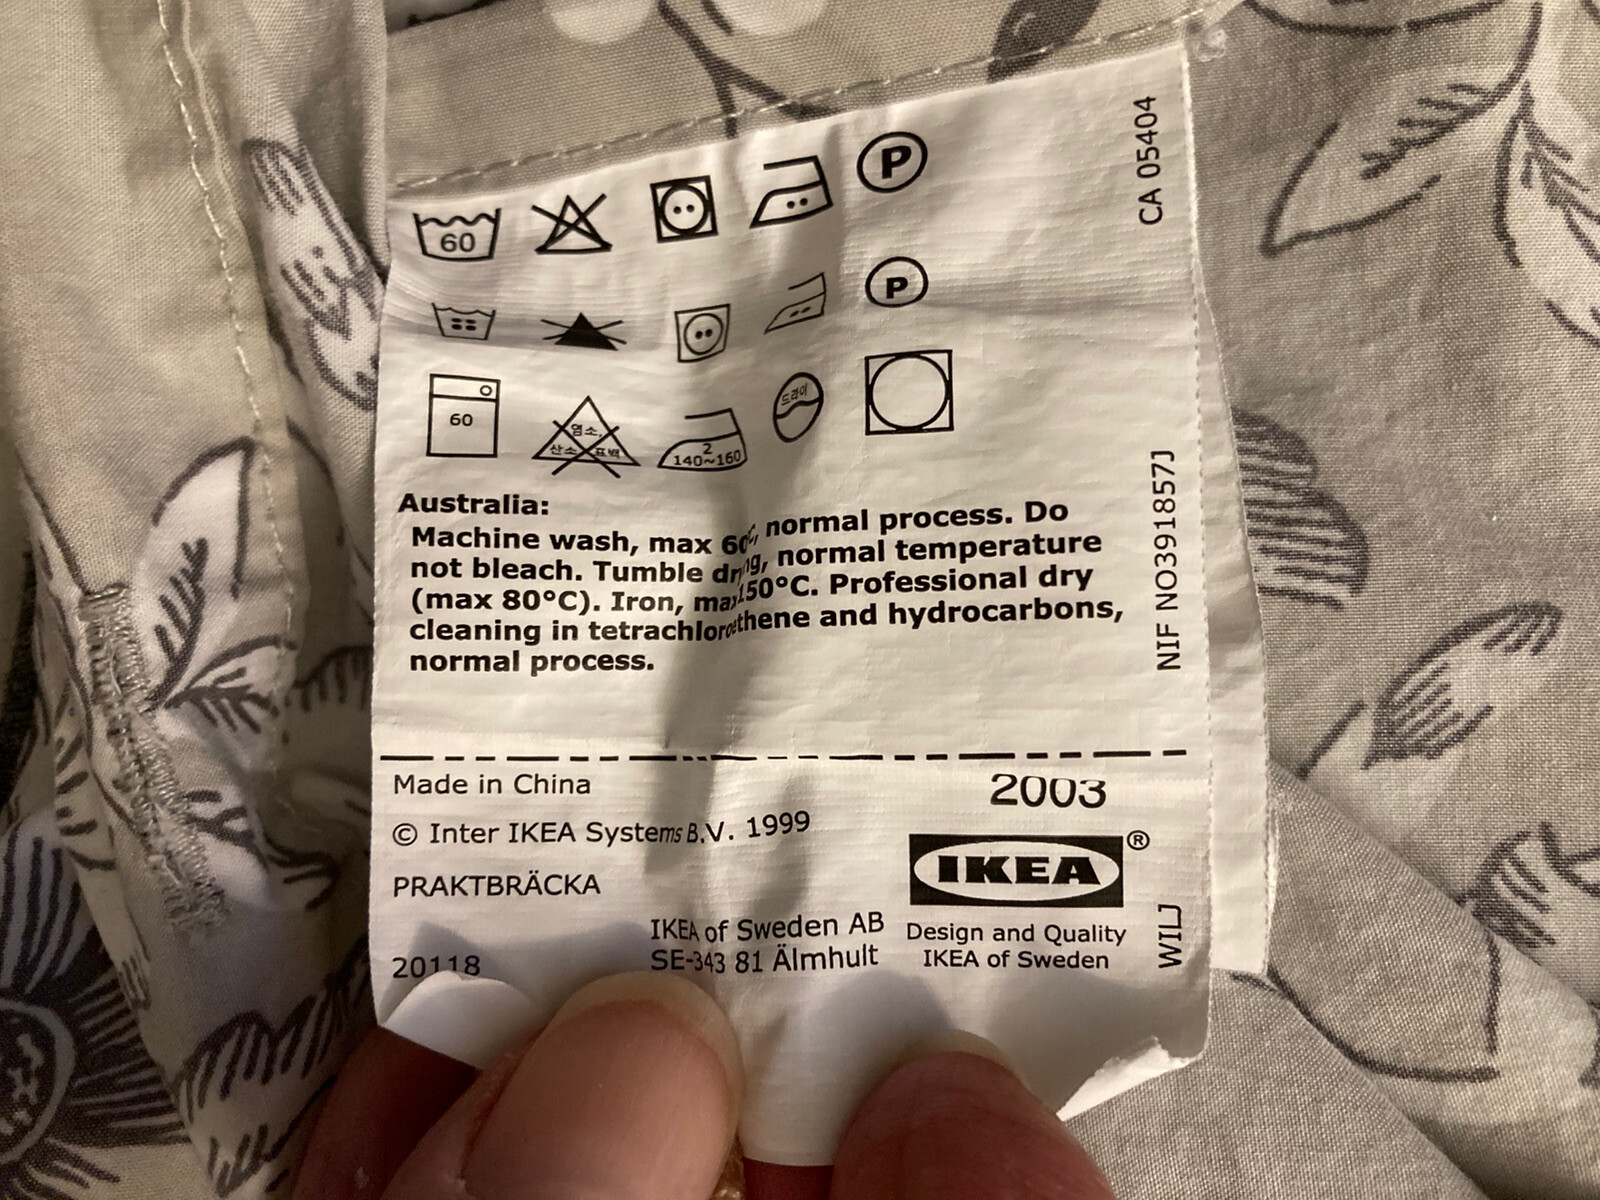 60
P
P
60
염소,
산소 표백
2
140~160
드라이
Australia:
Machine wash, max 60°C, normal process. Do
not bleach. Tumble drying, normal temperature
(max 80°C). Iron, max 150°C. Professional dry
cleaning in tetrachloroethene and hydrocarbons,
normal process.
Made in China
© Inter IKEA Systems B.V. 1999
PRAKTBRÄCKA
20118
IKEA of Sweden AB
SE-343 81 Älmhult
2003
IKEA®
Design and Quality
IKEA of Sweden
CA 05404
NIF NO391857J
WILJ